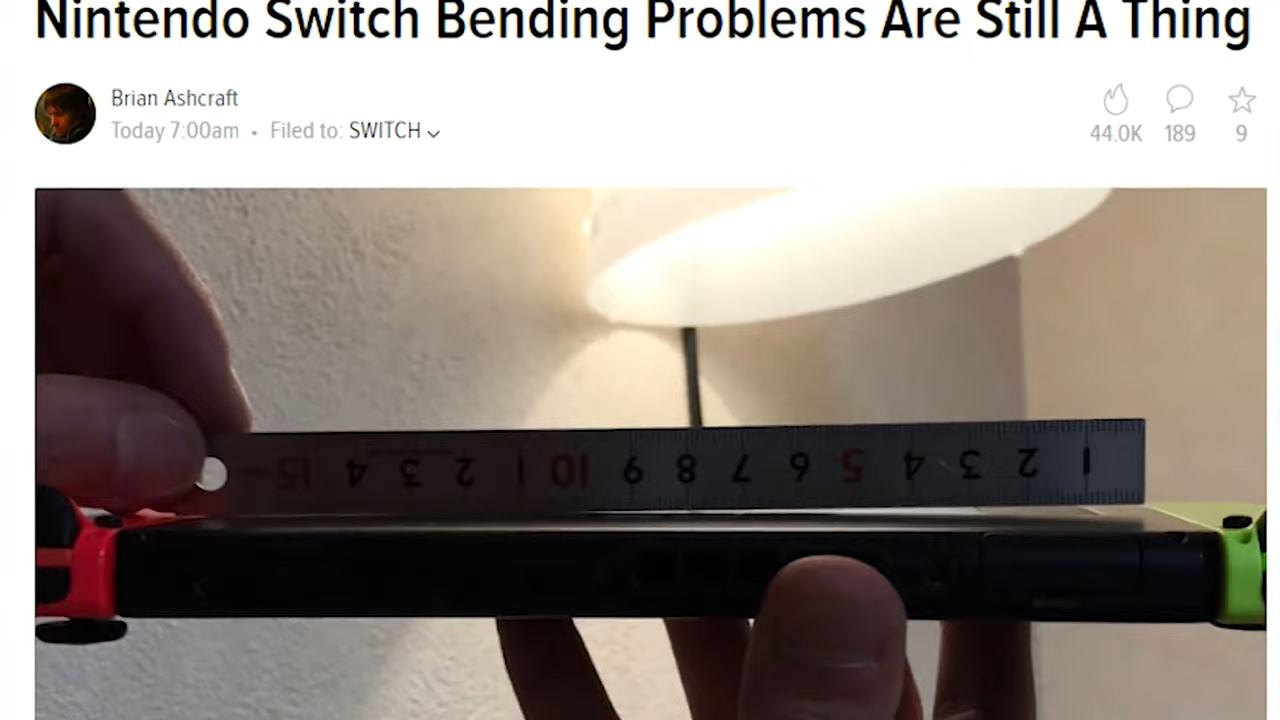 Nintendo Switch Bending Problems Are Still A Thing
Brian Ashcraft
Today 7:00am • Filed to: SWITCH
44.0K 189 9
15 4 3 2 1 10 9 8 7 6 5 4 3 2 1